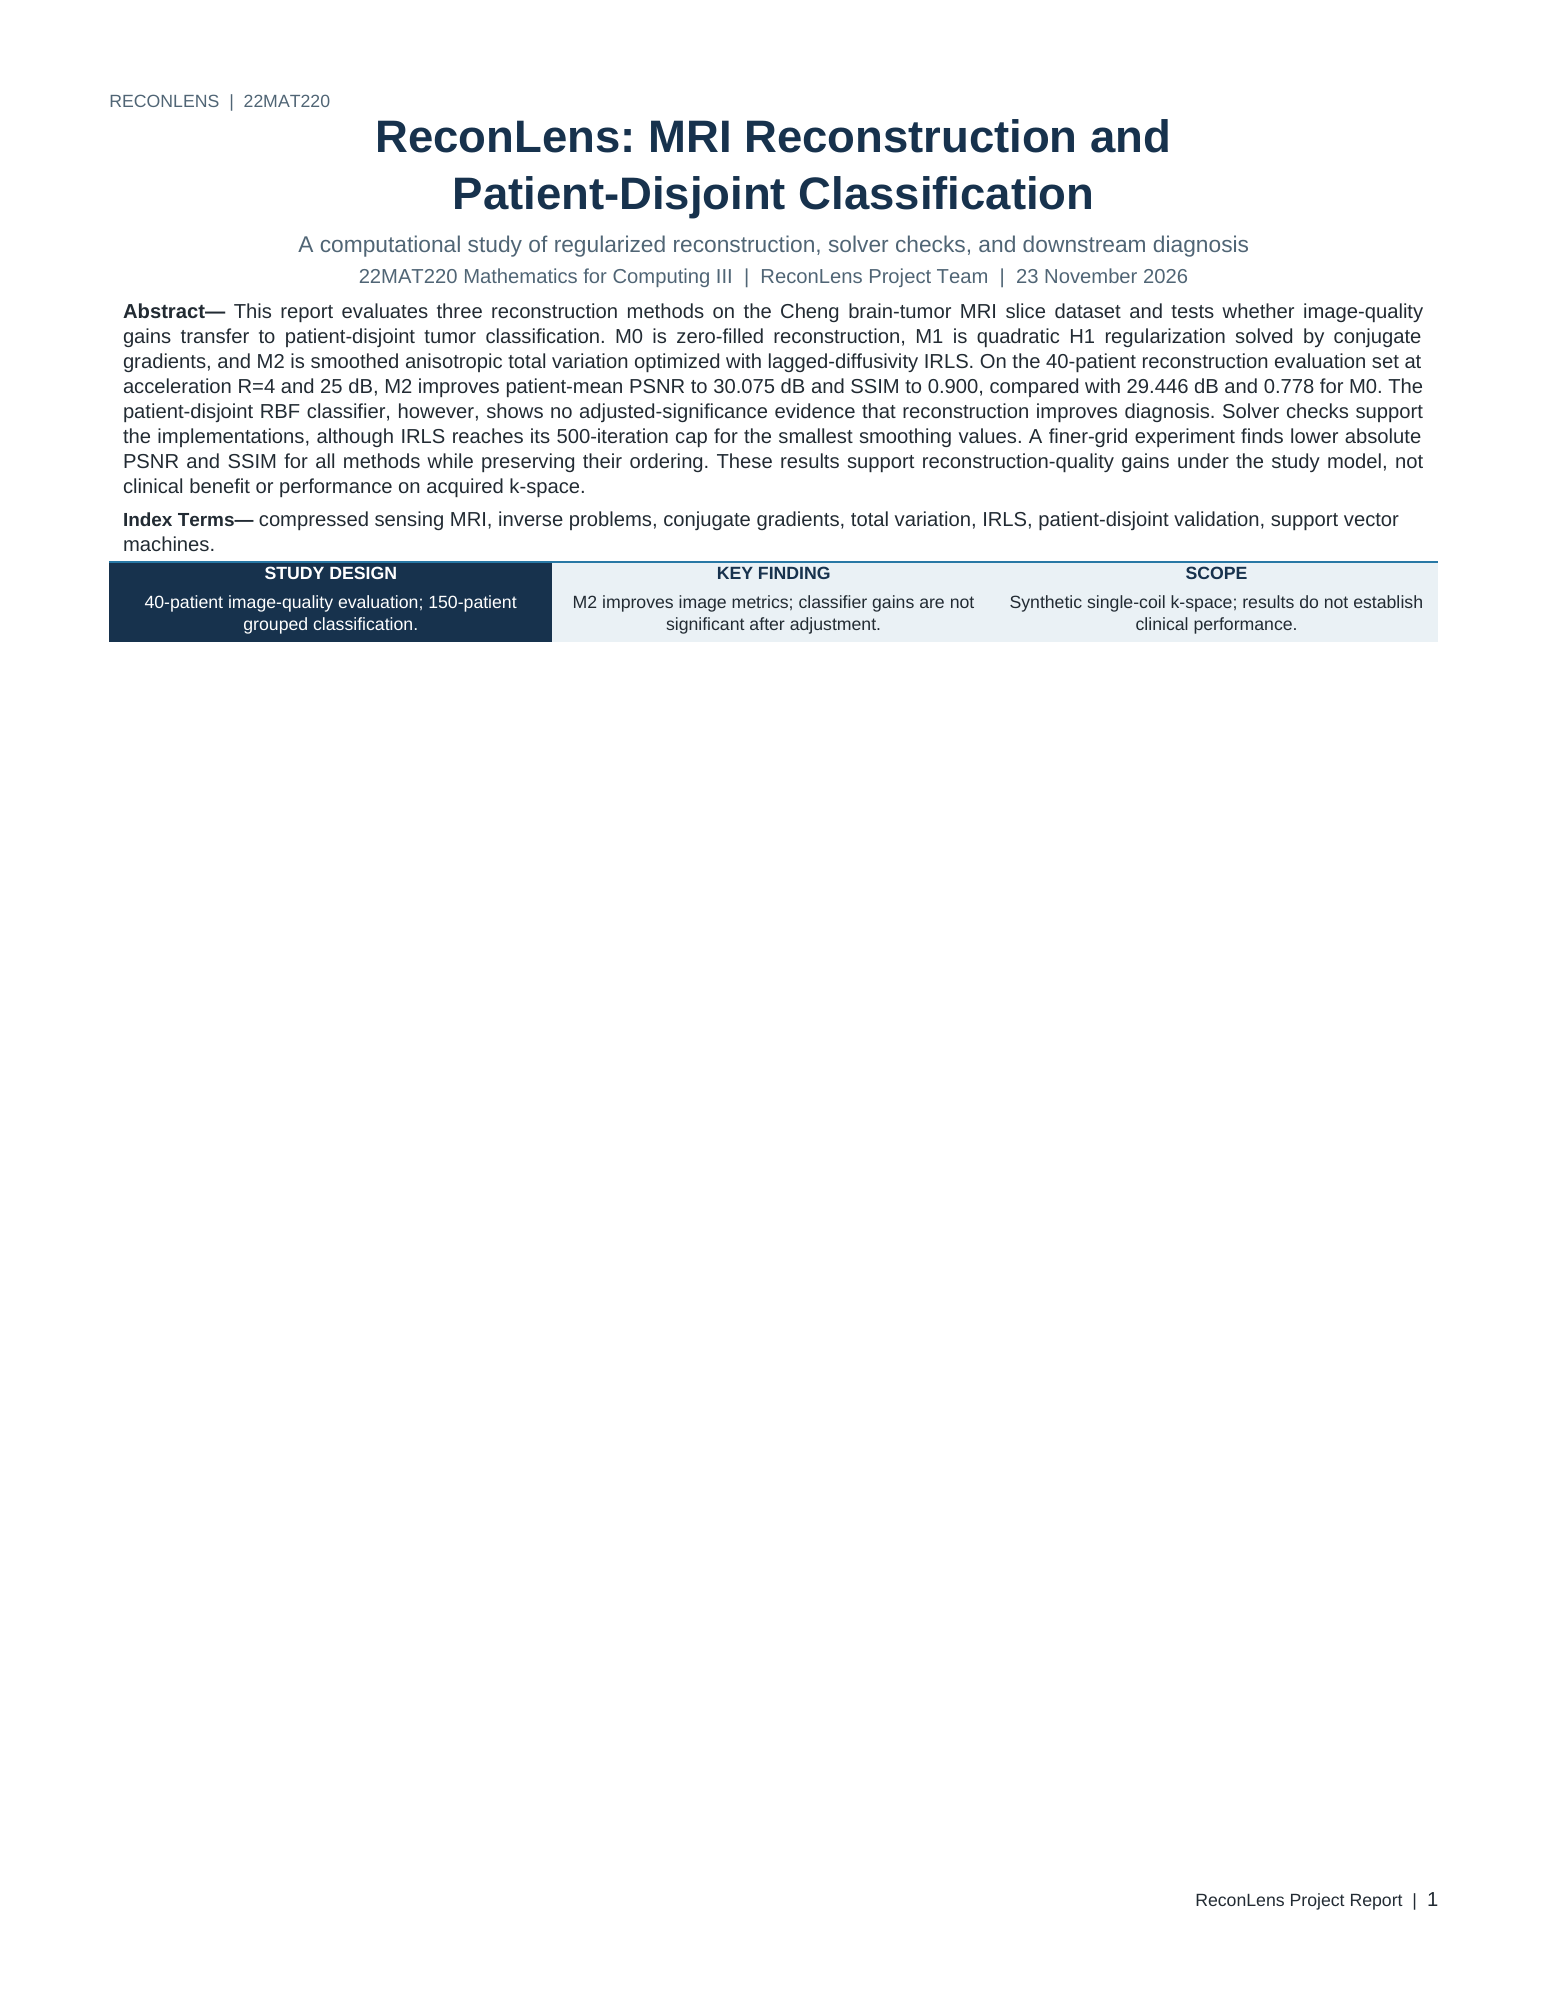 RECONLENS | 22MAT220
ReconLens: MRI Reconstruction and
Patient-Disjoint Classification
A computational study of regularized reconstruction, solver checks, and downstream diagnosis
22MAT220 Mathematics for Computing III | ReconLens Project Team | 23 November 2026
Abstract— This report evaluates three reconstruction methods on the Cheng brain-tumor MRI slice dataset and tests whether image-quality
gains transfer to patient-disjoint tumor classification. M0 is zero-filled reconstruction, M1 is quadratic H1 regularization solved by conjugate
gradients, and M2 is smoothed anisotropic total variation optimized with lagged-diffusivity IRLS. On the 40-patient reconstruction evaluation set at
acceleration R=4 and 25 dB, M2 improves patient-mean PSNR to 30.075 dB and SSIM to 0.900, compared with 29.446 dB and 0.778 for M0. The
patient-disjoint RBF classifier, however, shows no adjusted-significance evidence that reconstruction improves diagnosis. Solver checks support
the implementations, although IRLS reaches its 500-iteration cap for the smallest smoothing values. A finer-grid experiment finds lower absolute
PSNR and SSIM for all methods while preserving their ordering. These results support reconstruction-quality gains under the study model, not
clinical benefit or performance on acquired k-space.
Index Terms— compressed sensing MRI, inverse problems, conjugate gradients, total variation, IRLS, patient-disjoint validation, support vector
machines.
STUDY DESIGN
40-patient image-quality evaluation; 150-patient
grouped classification.
KEY FINDING
M2 improves image metrics; classifier gains are not
significant after adjustment.
SCOPE
Synthetic single-coil k-space; results do not establish
clinical performance.
ReconLens Project Report | 1